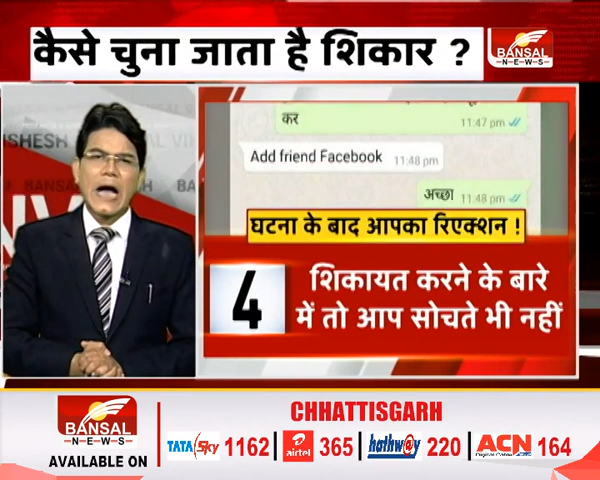 कैसे चुना जाता है शिकार ?
BANSAL
NEWS
कर
11:47 pm
Add friend Facebook 11:48 pm
अच्छा 11:48 pm
घटना के बाद आपका रिएक्शन !
4
शिकायत करने के बारे
में तो आप सोचते भी नहीं
BANSAL
NEWS
AVAILABLE ON
CHHATTISGARH
TATA Sky 1162
airtel 365
hathway 220
ACN 164